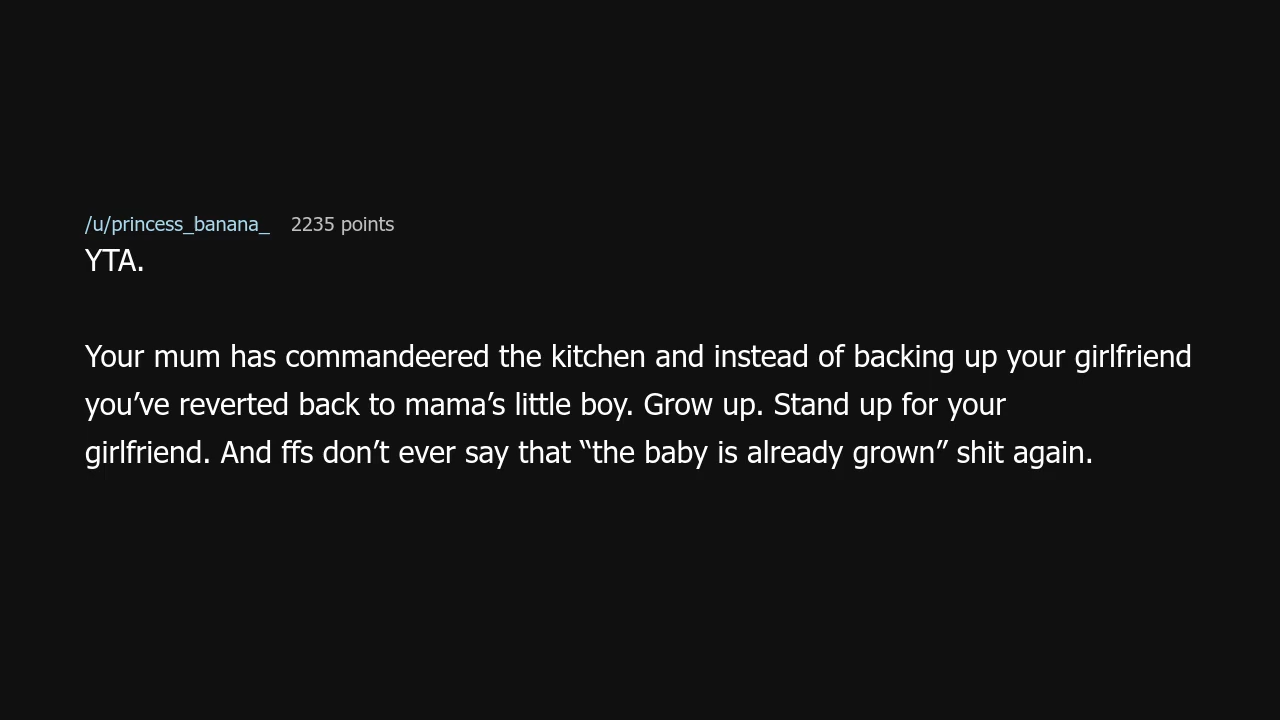 /u/princess_banana_ 2235 points
YTA.
Your mum has commandeered the kitchen and instead of backing up your girlfriend
you’ve reverted back to mama’s little boy. Grow up. Stand up for your
girlfriend. And ffs don’t ever say that “the baby is already grown” shit again.